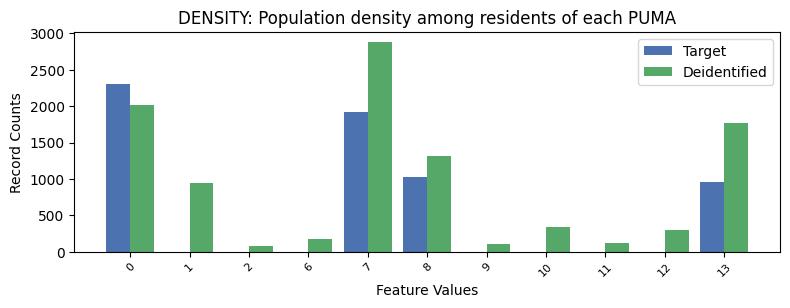 DENSITY: Population density among residents of each PUMA
Target
Deidentified
Record Counts
3000
2500
2000
1500
1000
500
0
0 1 2 6 7 8 9 10 11 12 13
Feature Values